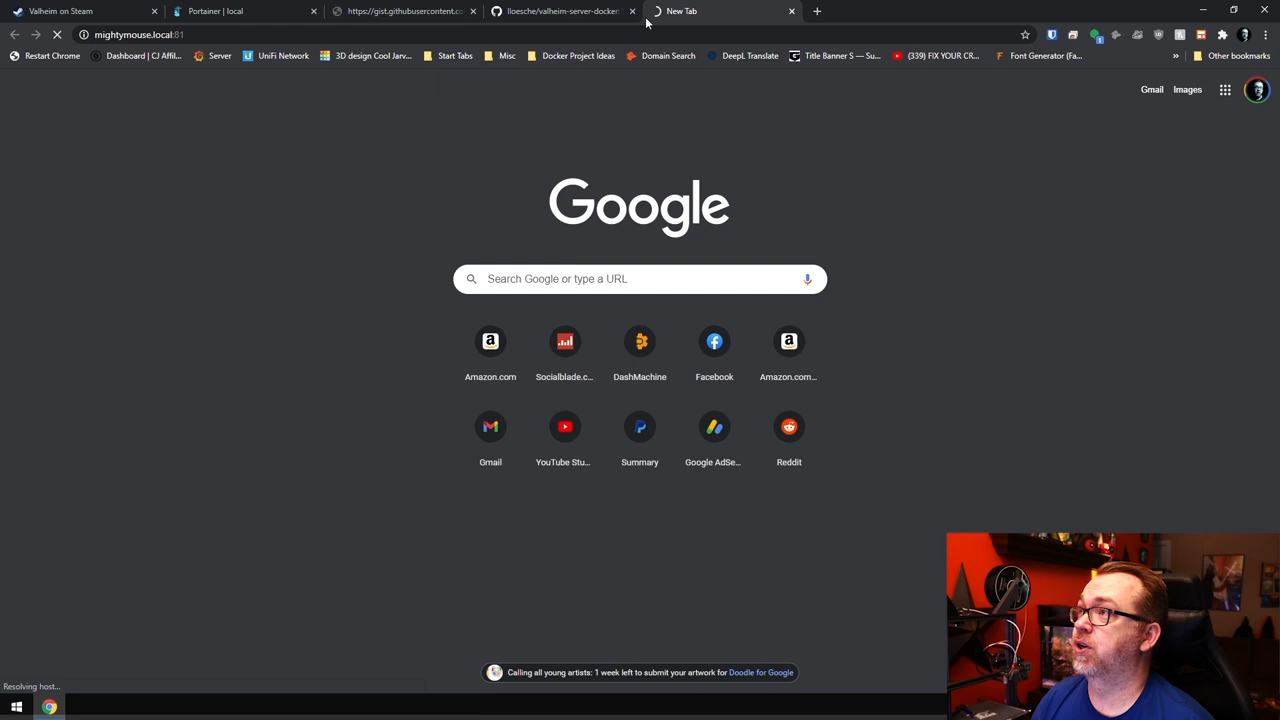 Valheim on Steam
Portainer | local
https://gist.githubusercontent.co
lloesche/valheim-server-docker:
New Tab
mightymouse.local:81
Restart Chrome
Dashboard | CJ Affil...
Server
UniFi Network
3D design Cool Jarv...
Start Tabs
Misc
Docker Project Ideas
Domain Search
DeepL Translate
Title Banner S — Su...
(339) FIX YOUR CR...
Font Generator (Fa...
Other bookmarks
Gmail
Images
Google
Search Google or type a URL
Amazon.com
Socialblade.c...
DashMachine
Facebook
Amazon.com...
Gmail
YouTube Stu...
Summary
Google AdSe...
Reddit
Calling all young artists: 1 week left to submit your artwork for Doodle for Google
Resolving host...